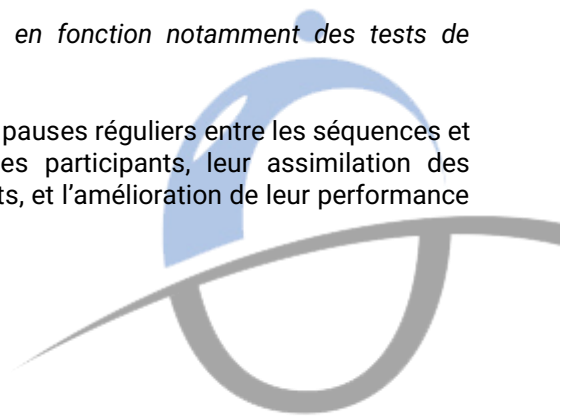 en fonction notamment des tests de
pauses réguliers entre les séquences et
es participants, leur assimilation des
ts, et l’amélioration de leur performance